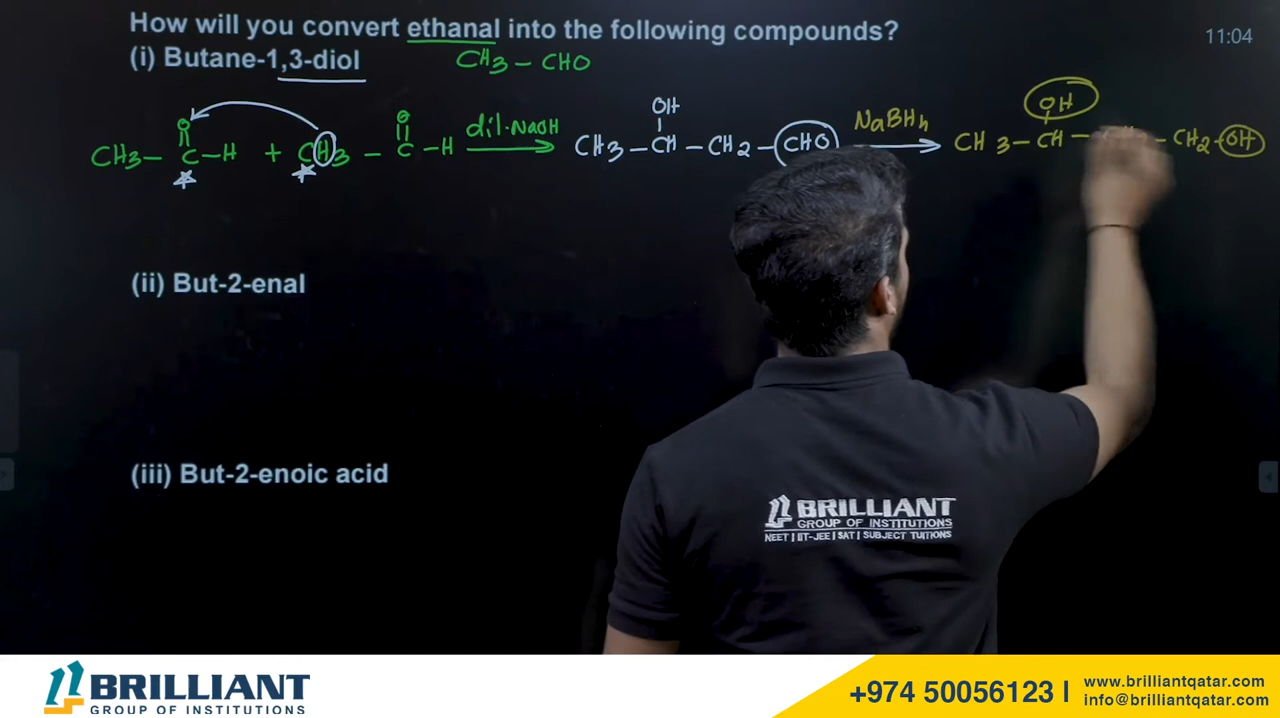 How will you convert ethanal into the following compounds?
11:04
(i) Butane-1,3-diol CH3 – CHO
O O OH OH
CH3 – C – H + CH3 – C – H dil·NaOH CH3 – CH – CH2 – CHO NaBH4 CH3 – CH – – CH2 OH
(ii) But-2-enal
(iii) But-2-enoic acid
BRILLIANT
GROUP OF INSTITUTIONS
NEET | IIT-JEE | SAT | SUBJECT TUITIONS
BRILLIANT
GROUP OF INSTITUTIONS
+974 50056123 |
www.brilliantqatar.com
info@brilliantqatar.com